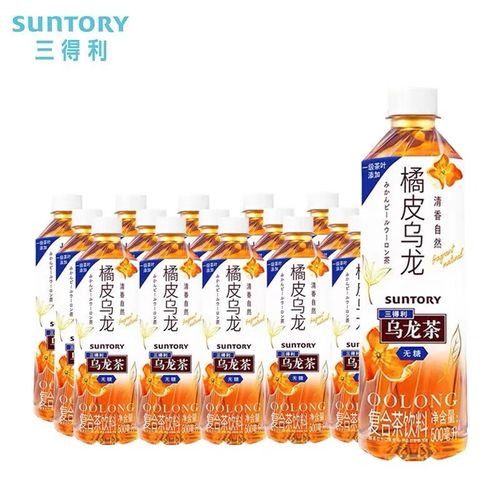 SUNTORY
三得利
一级茶叶
添加
橘皮乌龙
みかんピールウーロン茶
清香自然
Fragrant
natural
SUNTORY
三得利
乌龙茶
无糖
OOLONG
复合茶饮料
净含量:
500毫升